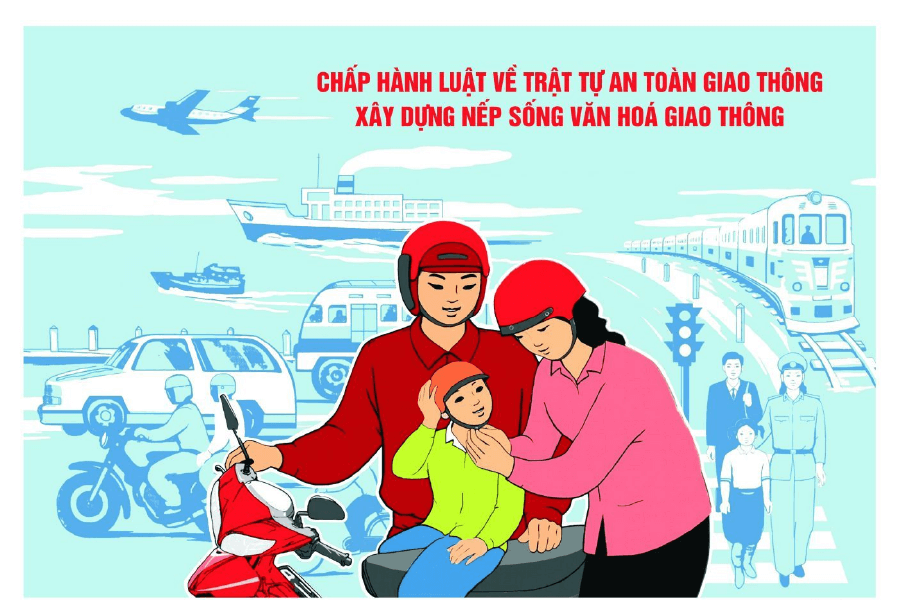 CHẤP HÀNH LUẬT VỀ TRẬT TỰ AN TOÀN GIAO THÔNG
XÂY DỰNG NẾP SỐNG VĂN HOÁ GIAO THÔNG